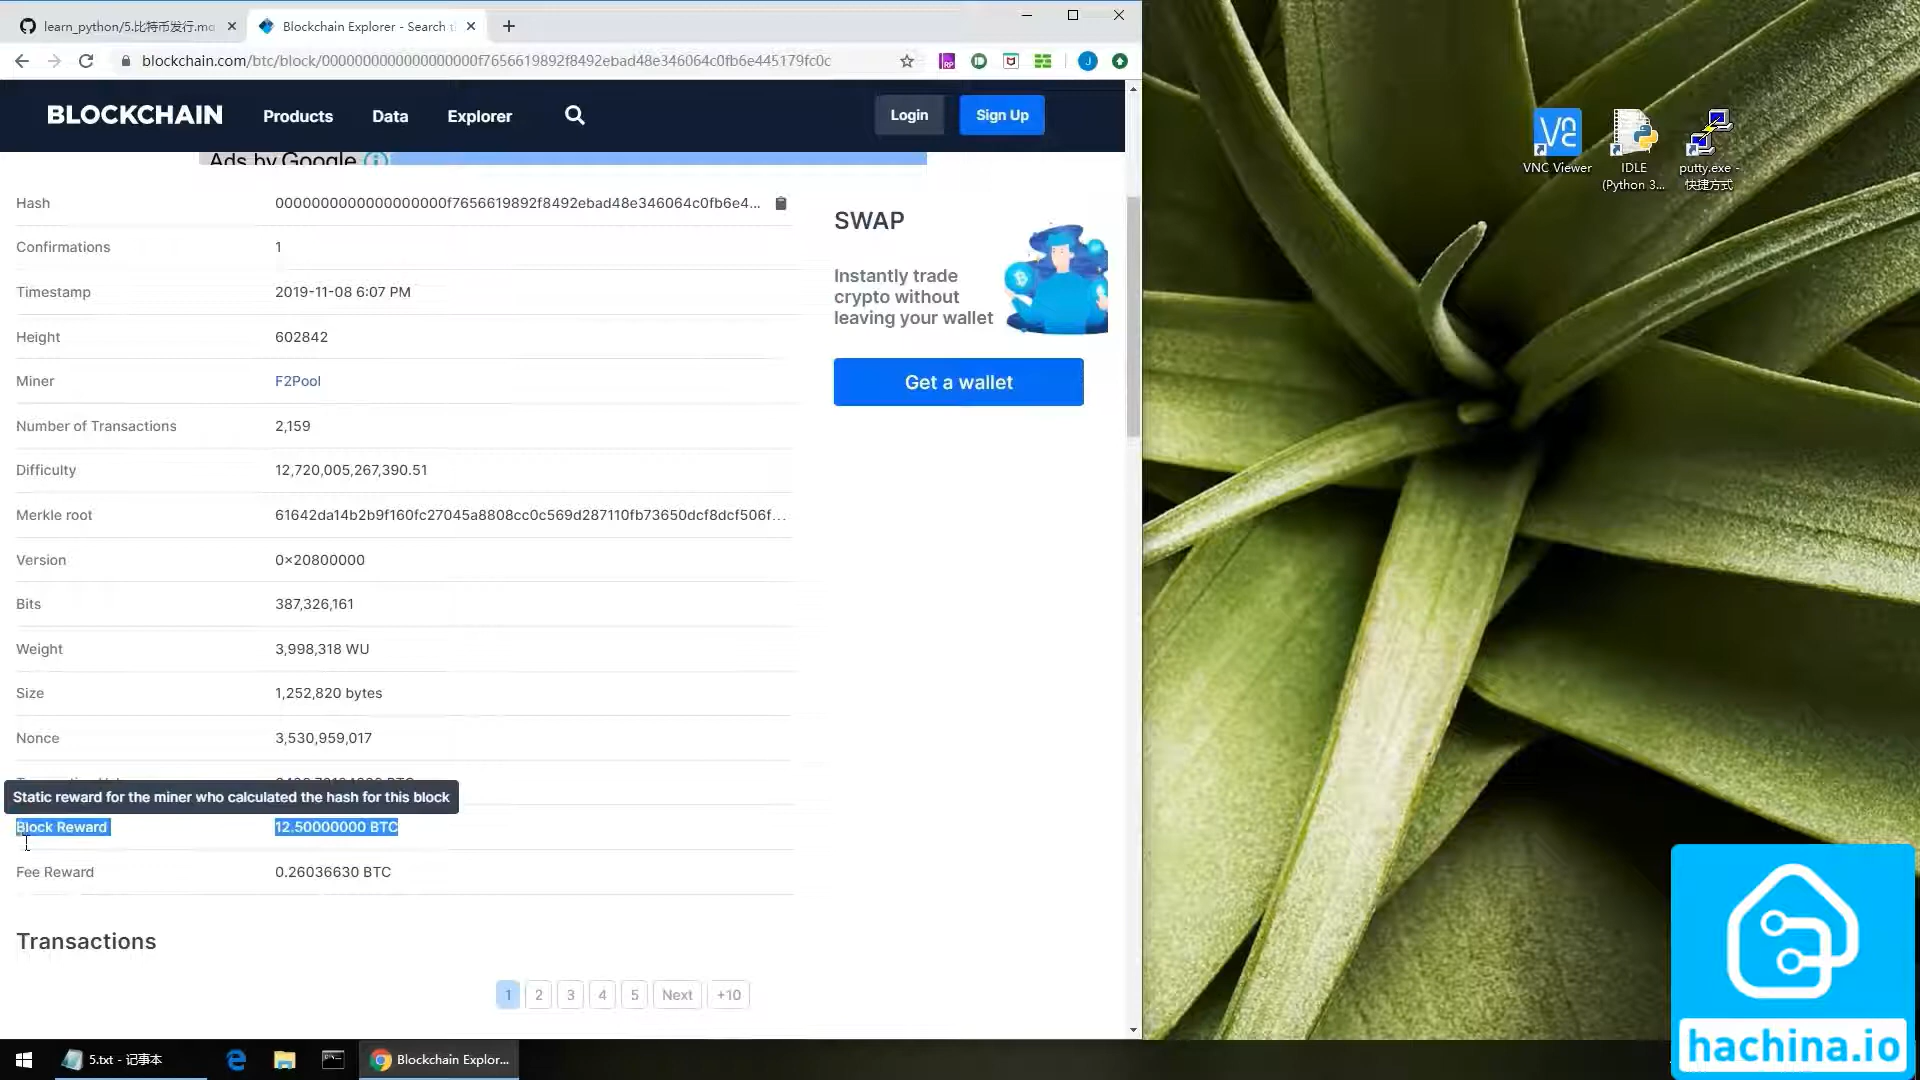 learn_python/5.比特币发行.mo
Blockchain Explorer - Search t
blockchain.com/btc/block/0000000000000000000f7656619892f8492ebad48e346064c0fb6e445179fc0c
BLOCKCHAIN
Products
Data
Explorer
Login
Sign Up
Ads by Google
Hash 0000000000000000000f7656619892f8492ebad48e346064c0fb6e4...
Confirmations 1
Timestamp 2019-11-08 6:07 PM
Height 602842
Miner F2Pool
Number of Transactions 2,159
Difficulty 12,720,005,267,390.51
Merkle root 61642da14b2b9f160fc27045a8808cc0c569d287110fb73650dcf8dcf506f...
Version 0x20800000
Bits 387,326,161
Weight 3,998,318 WU
Size 1,252,820 bytes
Nonce 3,530,959,017
Static reward for the miner who calculated the hash for this block
Block Reward 12.50000000 BTC
Fee Reward 0.26036630 BTC
Transactions
1 2 3 4 5 Next +10
SWAP
Instantly trade
crypto without
leaving your wallet
Get a wallet
VNC Viewer
IDLE
(Python 3...
putty.exe -
快捷方式
5.txt - 记事本
Blockchain Explor...
hachina.io